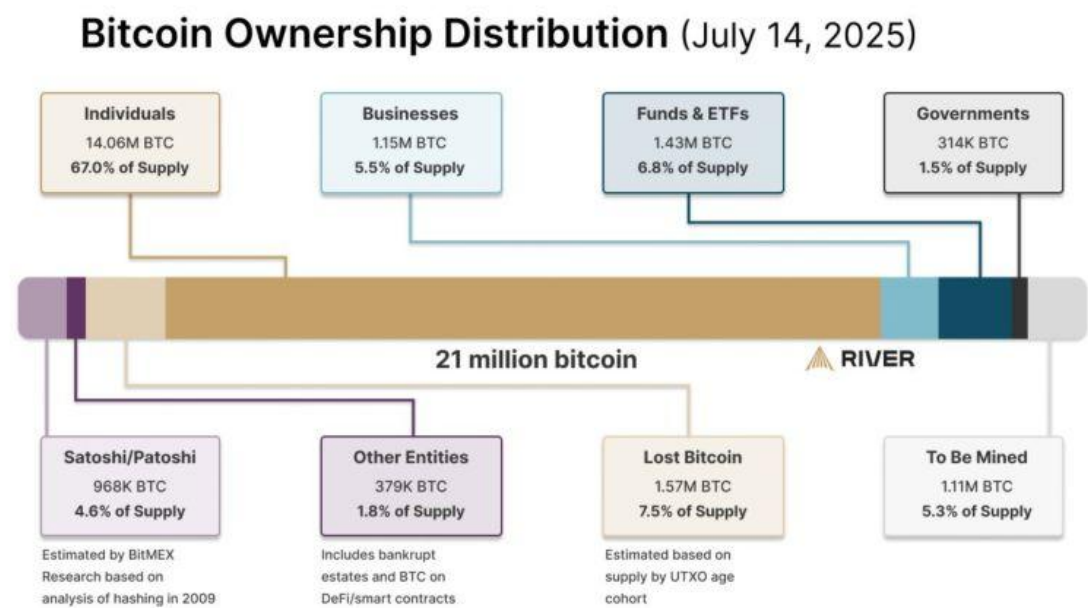 Bitcoin Ownership Distribution (July 14, 2025)
Individuals
14.06M BTC
67.0% of Supply
Businesses
1.15M BTC
5.5% of Supply
Funds & ETFs
1.43M BTC
6.8% of Supply
Governments
314K BTC
1.5% of Supply
21 million bitcoin
RIVER
Satoshi/Patoshi
968K BTC
4.6% of Supply
Estimated by BitMEX
Research based on
analysis of hashing in 2009
Other Entities
379K BTC
1.8% of Supply
Includes bankrupt
estates and BTC on
DeFi/smart contracts
Lost Bitcoin
1.57M BTC
7.5% of Supply
Estimated based on
supply by UTXO age
cohort
To Be Mined
1.11M BTC
5.3% of Supply